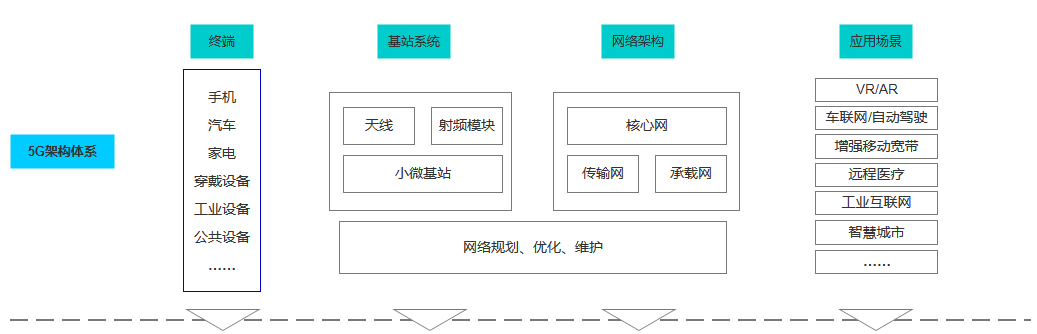 终端
基站系统
网络架构
应用场景
5G架构体系
手机
汽车
家电
穿戴设备
工业设备
公共设备
……
天线
射频模块
小微基站
核心网
传输网
承载网
网络规划、优化、维护
VR/AR
车联网/自动驾驶
增强移动宽带
远程医疗
工业互联网
智慧城市
……